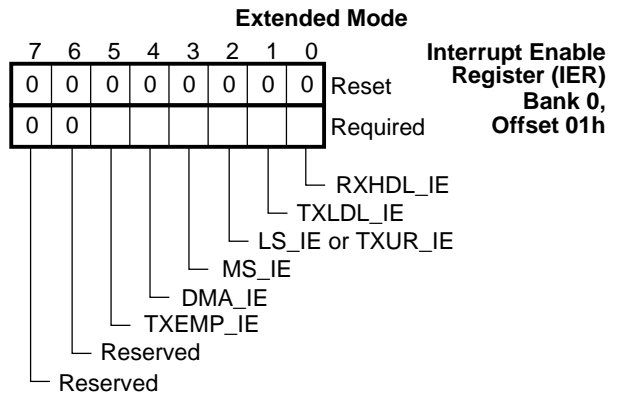 Extended Mode
7 6 5 4 3 2 1 0
Interrupt Enable
Register (IER)
Bank 0,
Offset 01h
0 0 0 0 0 0 0 0 Reset
0 0 Required
RXHDL_IE
TXLDL_IE
LS_IE or TXUR_IE
MS_IE
DMA_IE
TXEMP_IE
Reserved
Reserved